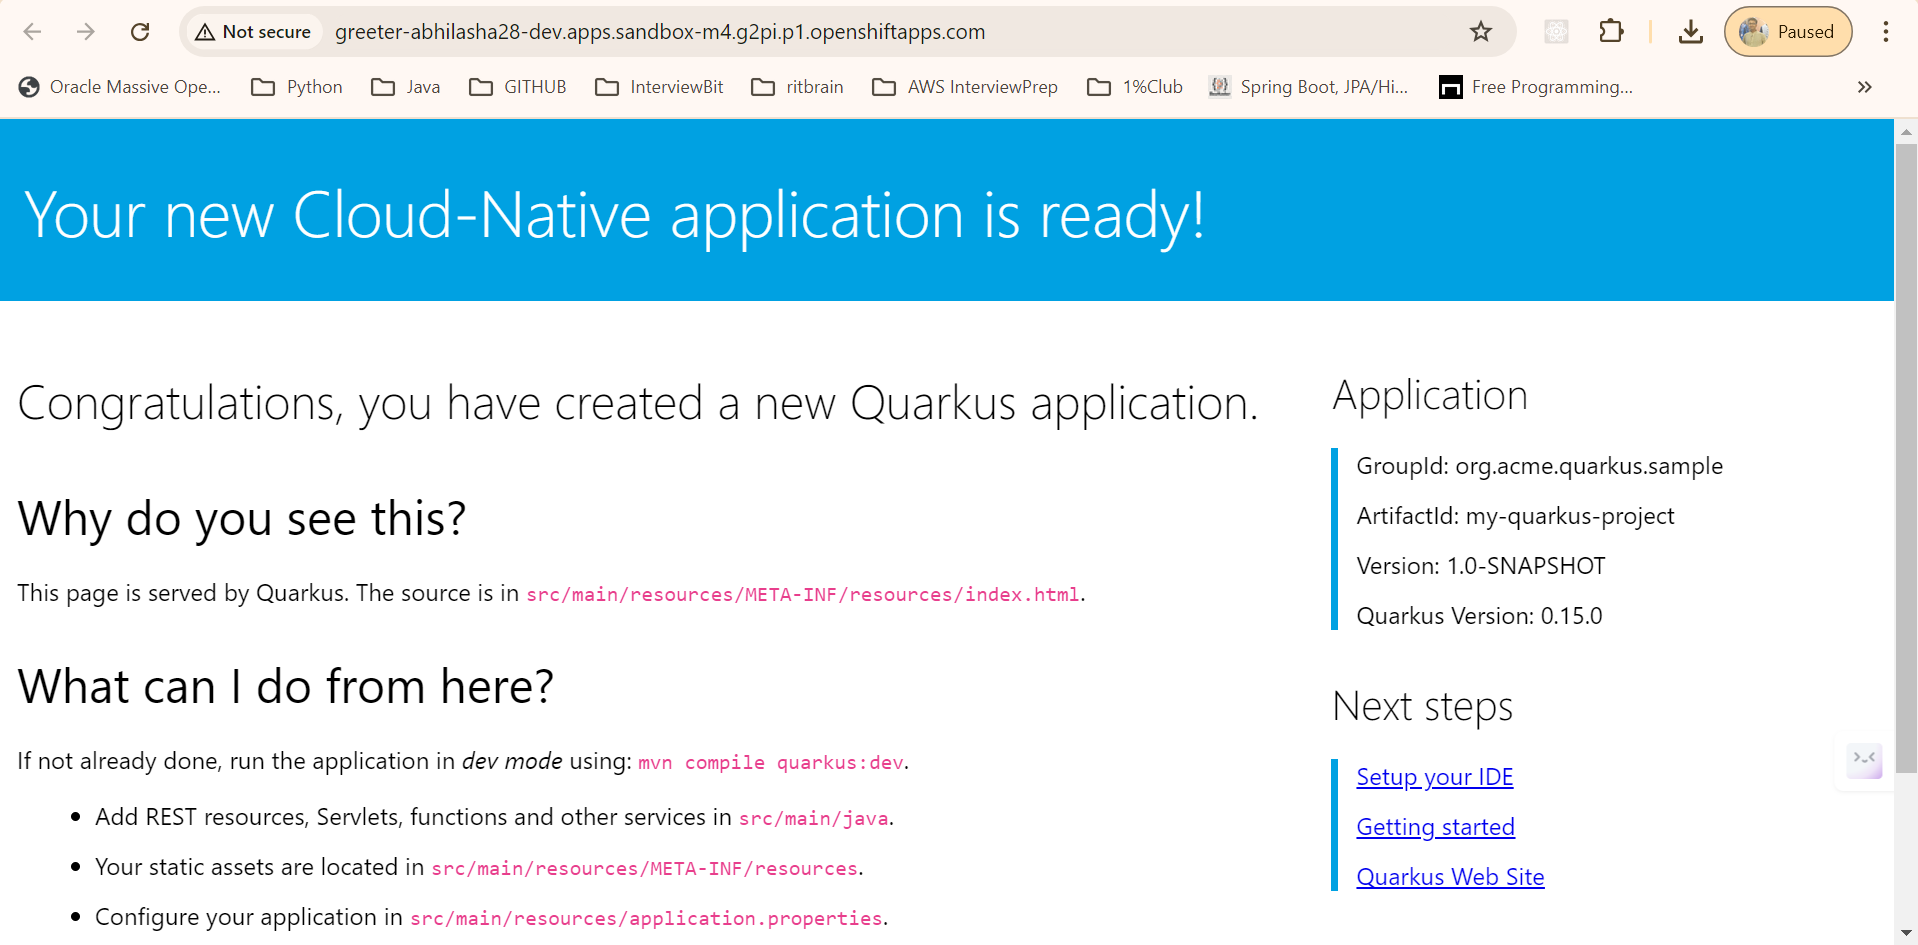 Not secure greeter-abhilasha28-dev.apps.sandbox-m4.g2pi.p1.openshiftapps.com Paused
Oracle Massive Ope... Python Java GITHUB InterviewBit ritbrain AWS InterviewPrep 1%Club Spring Boot, JPA/Hi... Free Programming...
Your new Cloud-Native application is ready!
Congratulations, you have created a new Quarkus application.
Why do you see this?
This page is served by Quarkus. The source is in src/main/resources/META-INF/resources/index.html.
What can I do from here?
If not already done, run the application in dev mode using: mvn compile quarkus:dev.
• Add REST resources, Servlets, functions and other services in src/main/java.
• Your static assets are located in src/main/resources/META-INF/resources.
• Configure your application in src/main/resources/application.properties.
Application
GroupId: org.acme.quarkus.sample
ArtifactId: my-quarkus-project
Version: 1.0-SNAPSHOT
Quarkus Version: 0.15.0
Next steps
Setup your IDE
Getting started
Quarkus Web Site